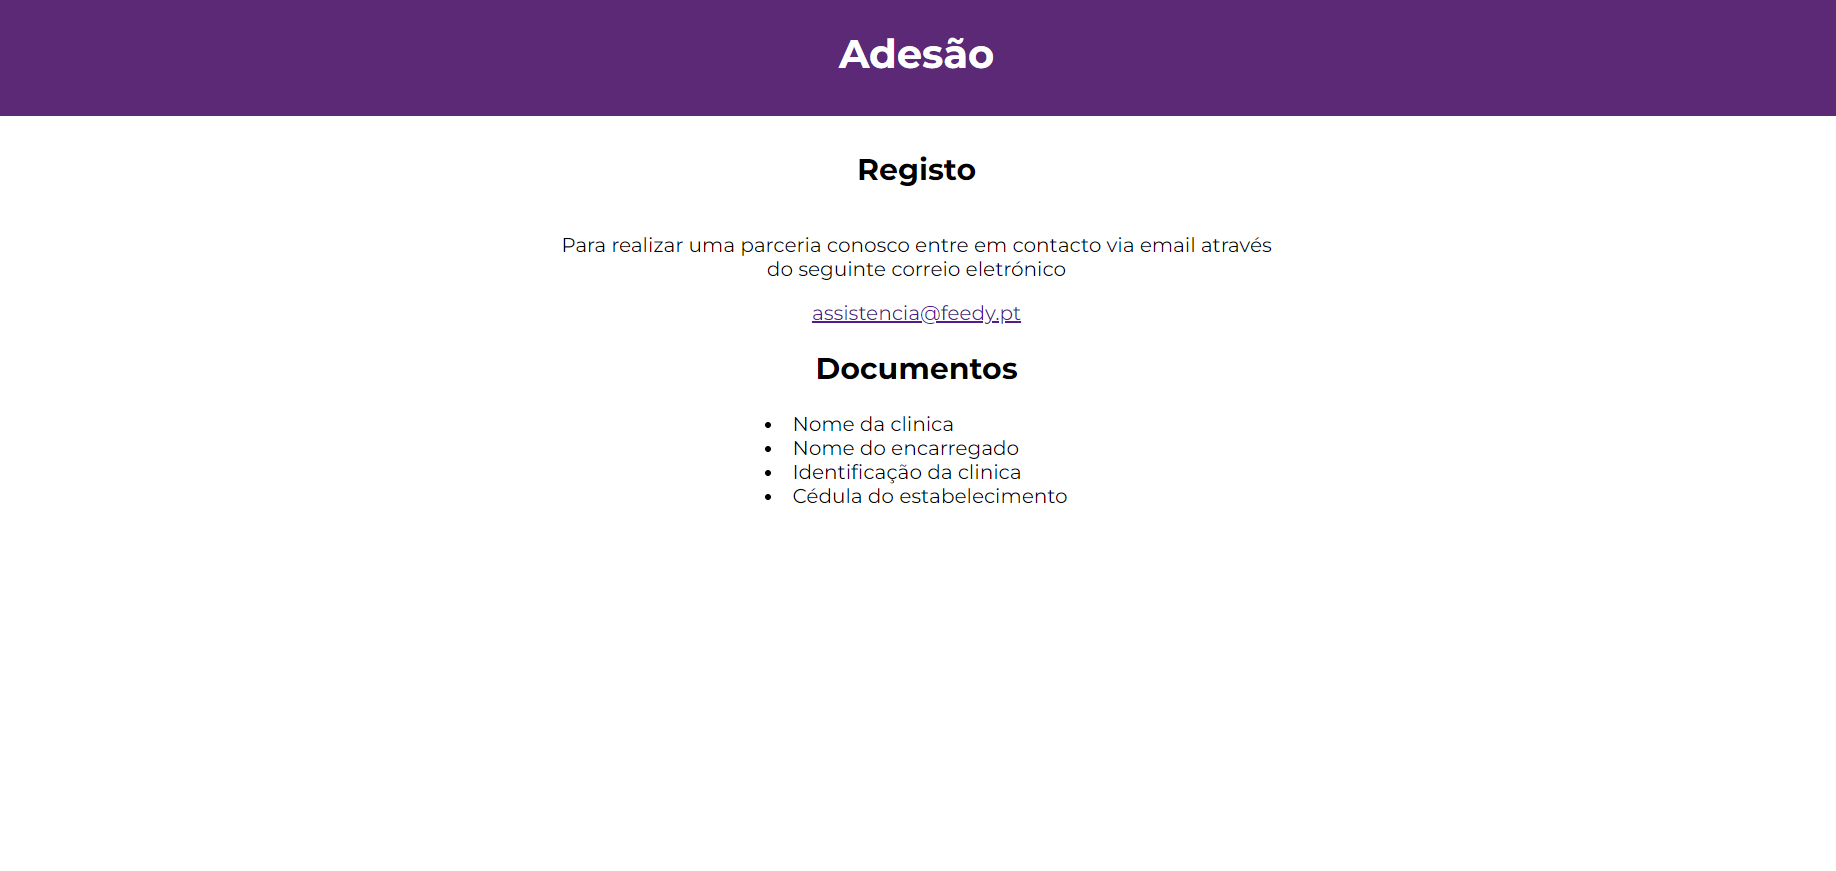 Adesão
Registo
Para realizar uma parceria conosco entre em contacto via email através
do seguinte correio eletrónico
assistencia@feedy.pt
Documentos
• Nome da clinica
• Nome do encarregado
• Identificação da clinica
• Cédula do estabelecimento